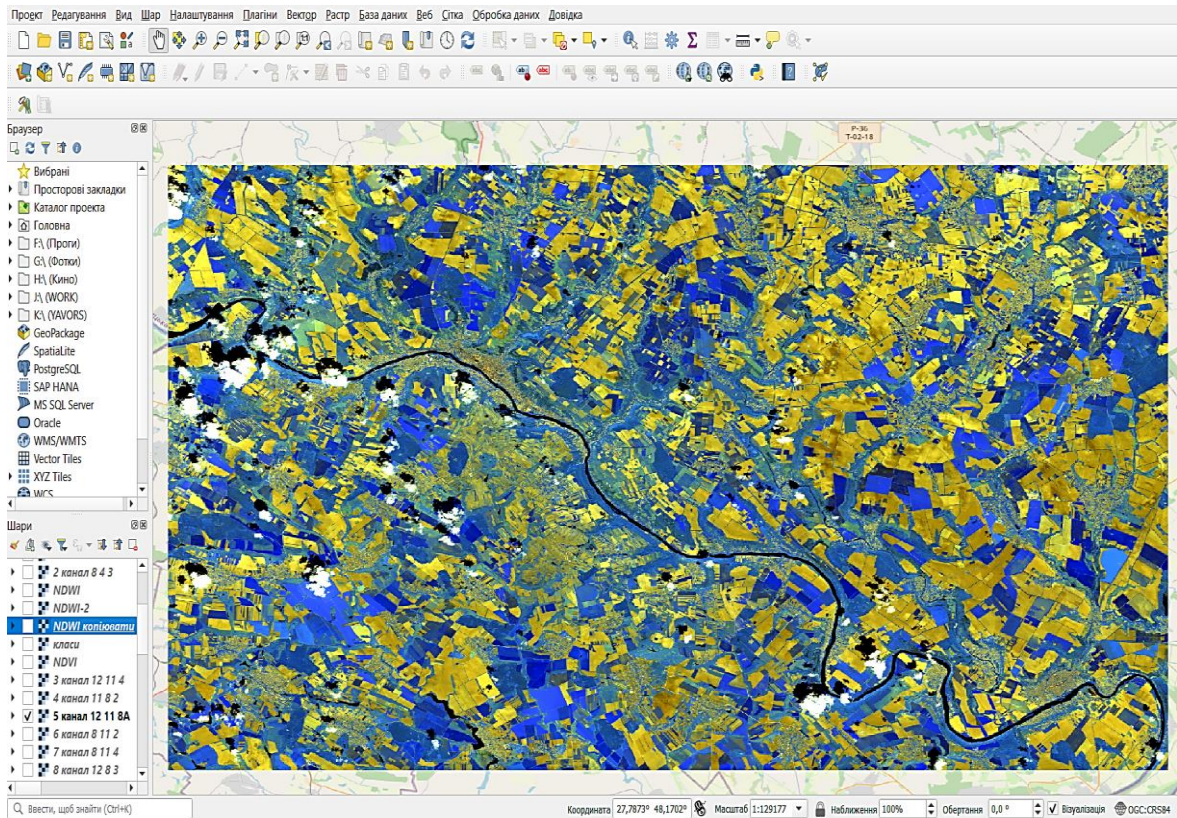 Проєкт Редагування Вид Шар Налаштування Плагіни Вектор Растр База даних Веб Сітка Обробка даних Довідка
Браузер
Вибрані
Просторові закладки
Каталог проекта
Головна
F:\ (Проги)
G:\ (Фотки)
H:\ (Кино)
J:\ (WORK)
K:\ (YAVORS)
GeoPackage
SpatiaLite
PostgreSQL
SAP HANA
MS SQL Server
Oracle
WMS/WMTS
Vector Tiles
XYZ Tiles
WCS
Р-36
Т-02-18
Шари
2 канал 8 4 3
NDWI
NDWI-2
NDWI копіювати
класи
NDVI
3 канал 12 11 4
4 канал 11 8 2
5 канал 12 11 8A
6 канал 8 11 2
7 канал 8 11 4
8 канал 12 8 3
Ввести, щоб знайти (Ctrl+K) Координата 27,7873° 48,1702° Масштаб 1:129177 Наближення 100% Обертання 0,0 ° Візуалізація OGC:CRS84